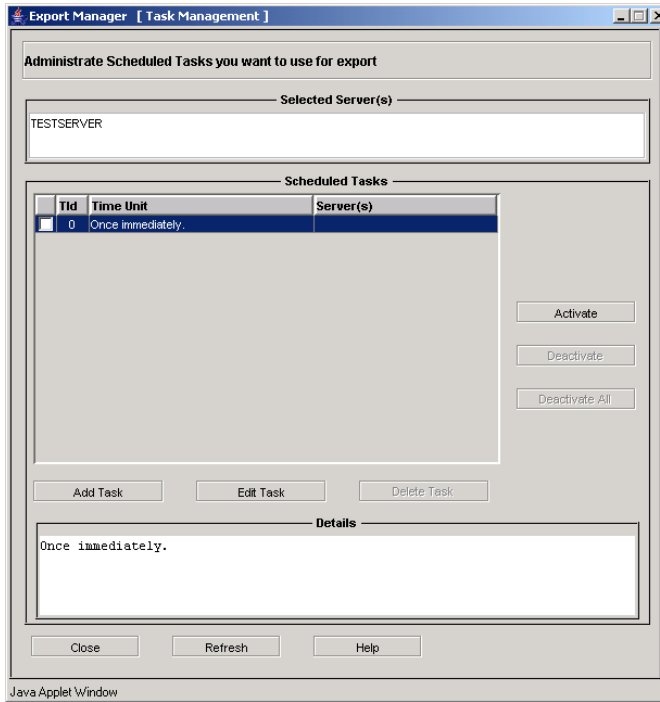 Export Manager [ Task Management ]
Administrate Scheduled Tasks you want to use for export
Selected Server(s)
TESTSERVER
Scheduled Tasks
TId Time Unit Server(s)
0 Once immediately.
Activate
Deactivate
Deactivate All
Add Task Edit Task Delete Task
Details
Once immediately.
Close Refresh Help
Java Applet Window